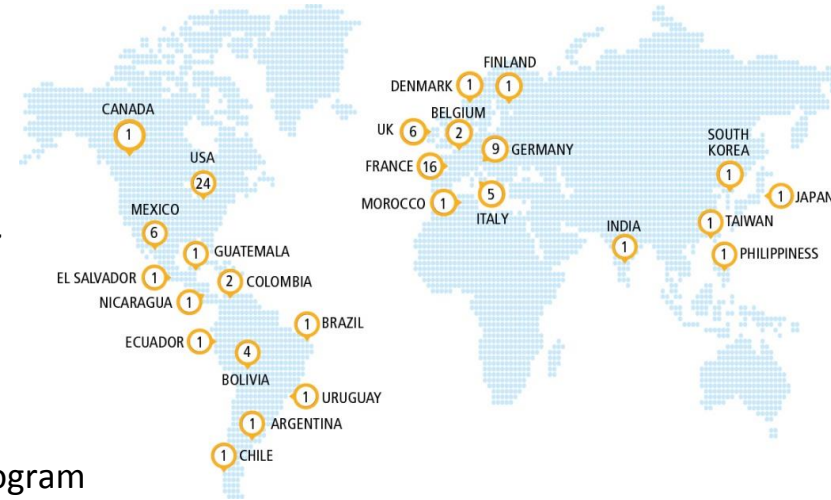 FINLAND
DENMARK 1 1
BELGIUM
CANADA
1
UK 6 2
9 GERMANY
SOUTH
KOREA
USA
FRANCE 16
1
24
5
MOROCCO 1
1 JAPAN
ITALY
MEXICO
INDIA
1 TAIWAN
6
1
1 GUATEMALA
1 PHILIPPINESS
EL SALVADOR 1
2 COLOMBIA
NICARAGUA 1
1 BRAZIL
ECUADOR 1
4
BOLIVIA
1 URUGUAY
1 ARGENTINA
1 CHILE
ogram